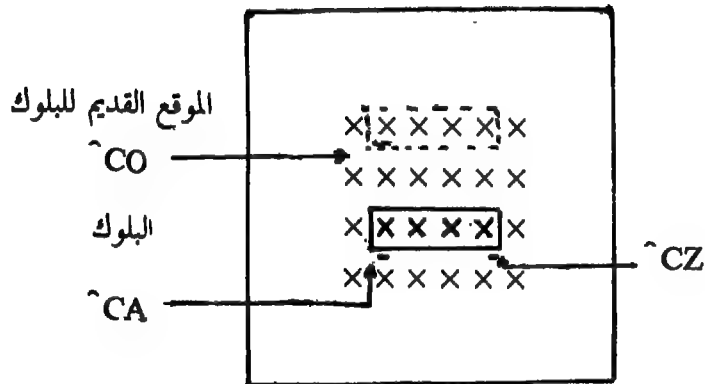 الموقع القديم للبلوك
× × × × × ×
^CO
× × × × × ×
البلوك
× × × × × ×
^CZ
× × × × × ×
^CA